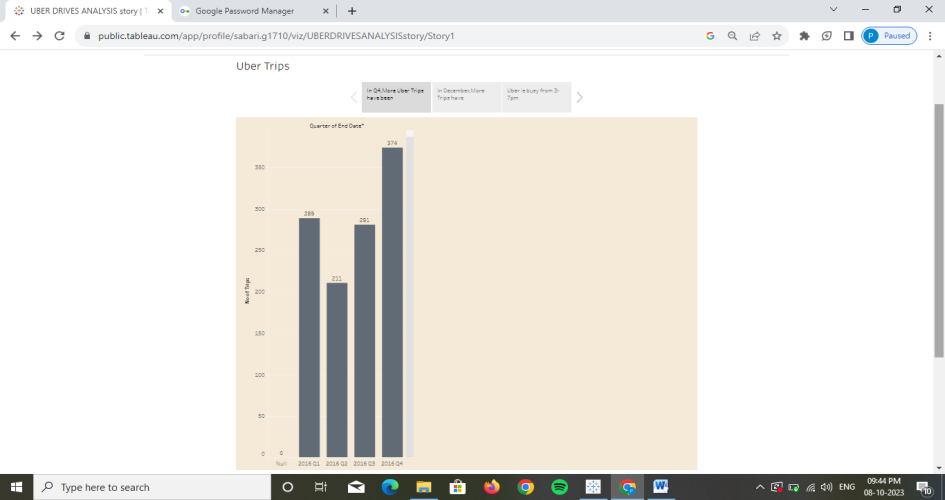 UBER DRIVES ANALYSIS story | T
Google Password Manager
public.tableau.com/app/profile/sabari.g1710/viz/UBERDRIVESANALYSISstory/Story1
P Paused
Uber Trips
In Q4,More Uber Trips
have been
In December,More
Trips have
Uber is busy from 3-
7pm
Quarter of End Date*
350
300
250
200
150
100
50
0
No of Trips
0
289
211
281
374
Null
2016 Q1
2016 Q2
2016 Q3
2016 Q4
Type here to search
W
ENG
09:44 PM
08-10-2023
10